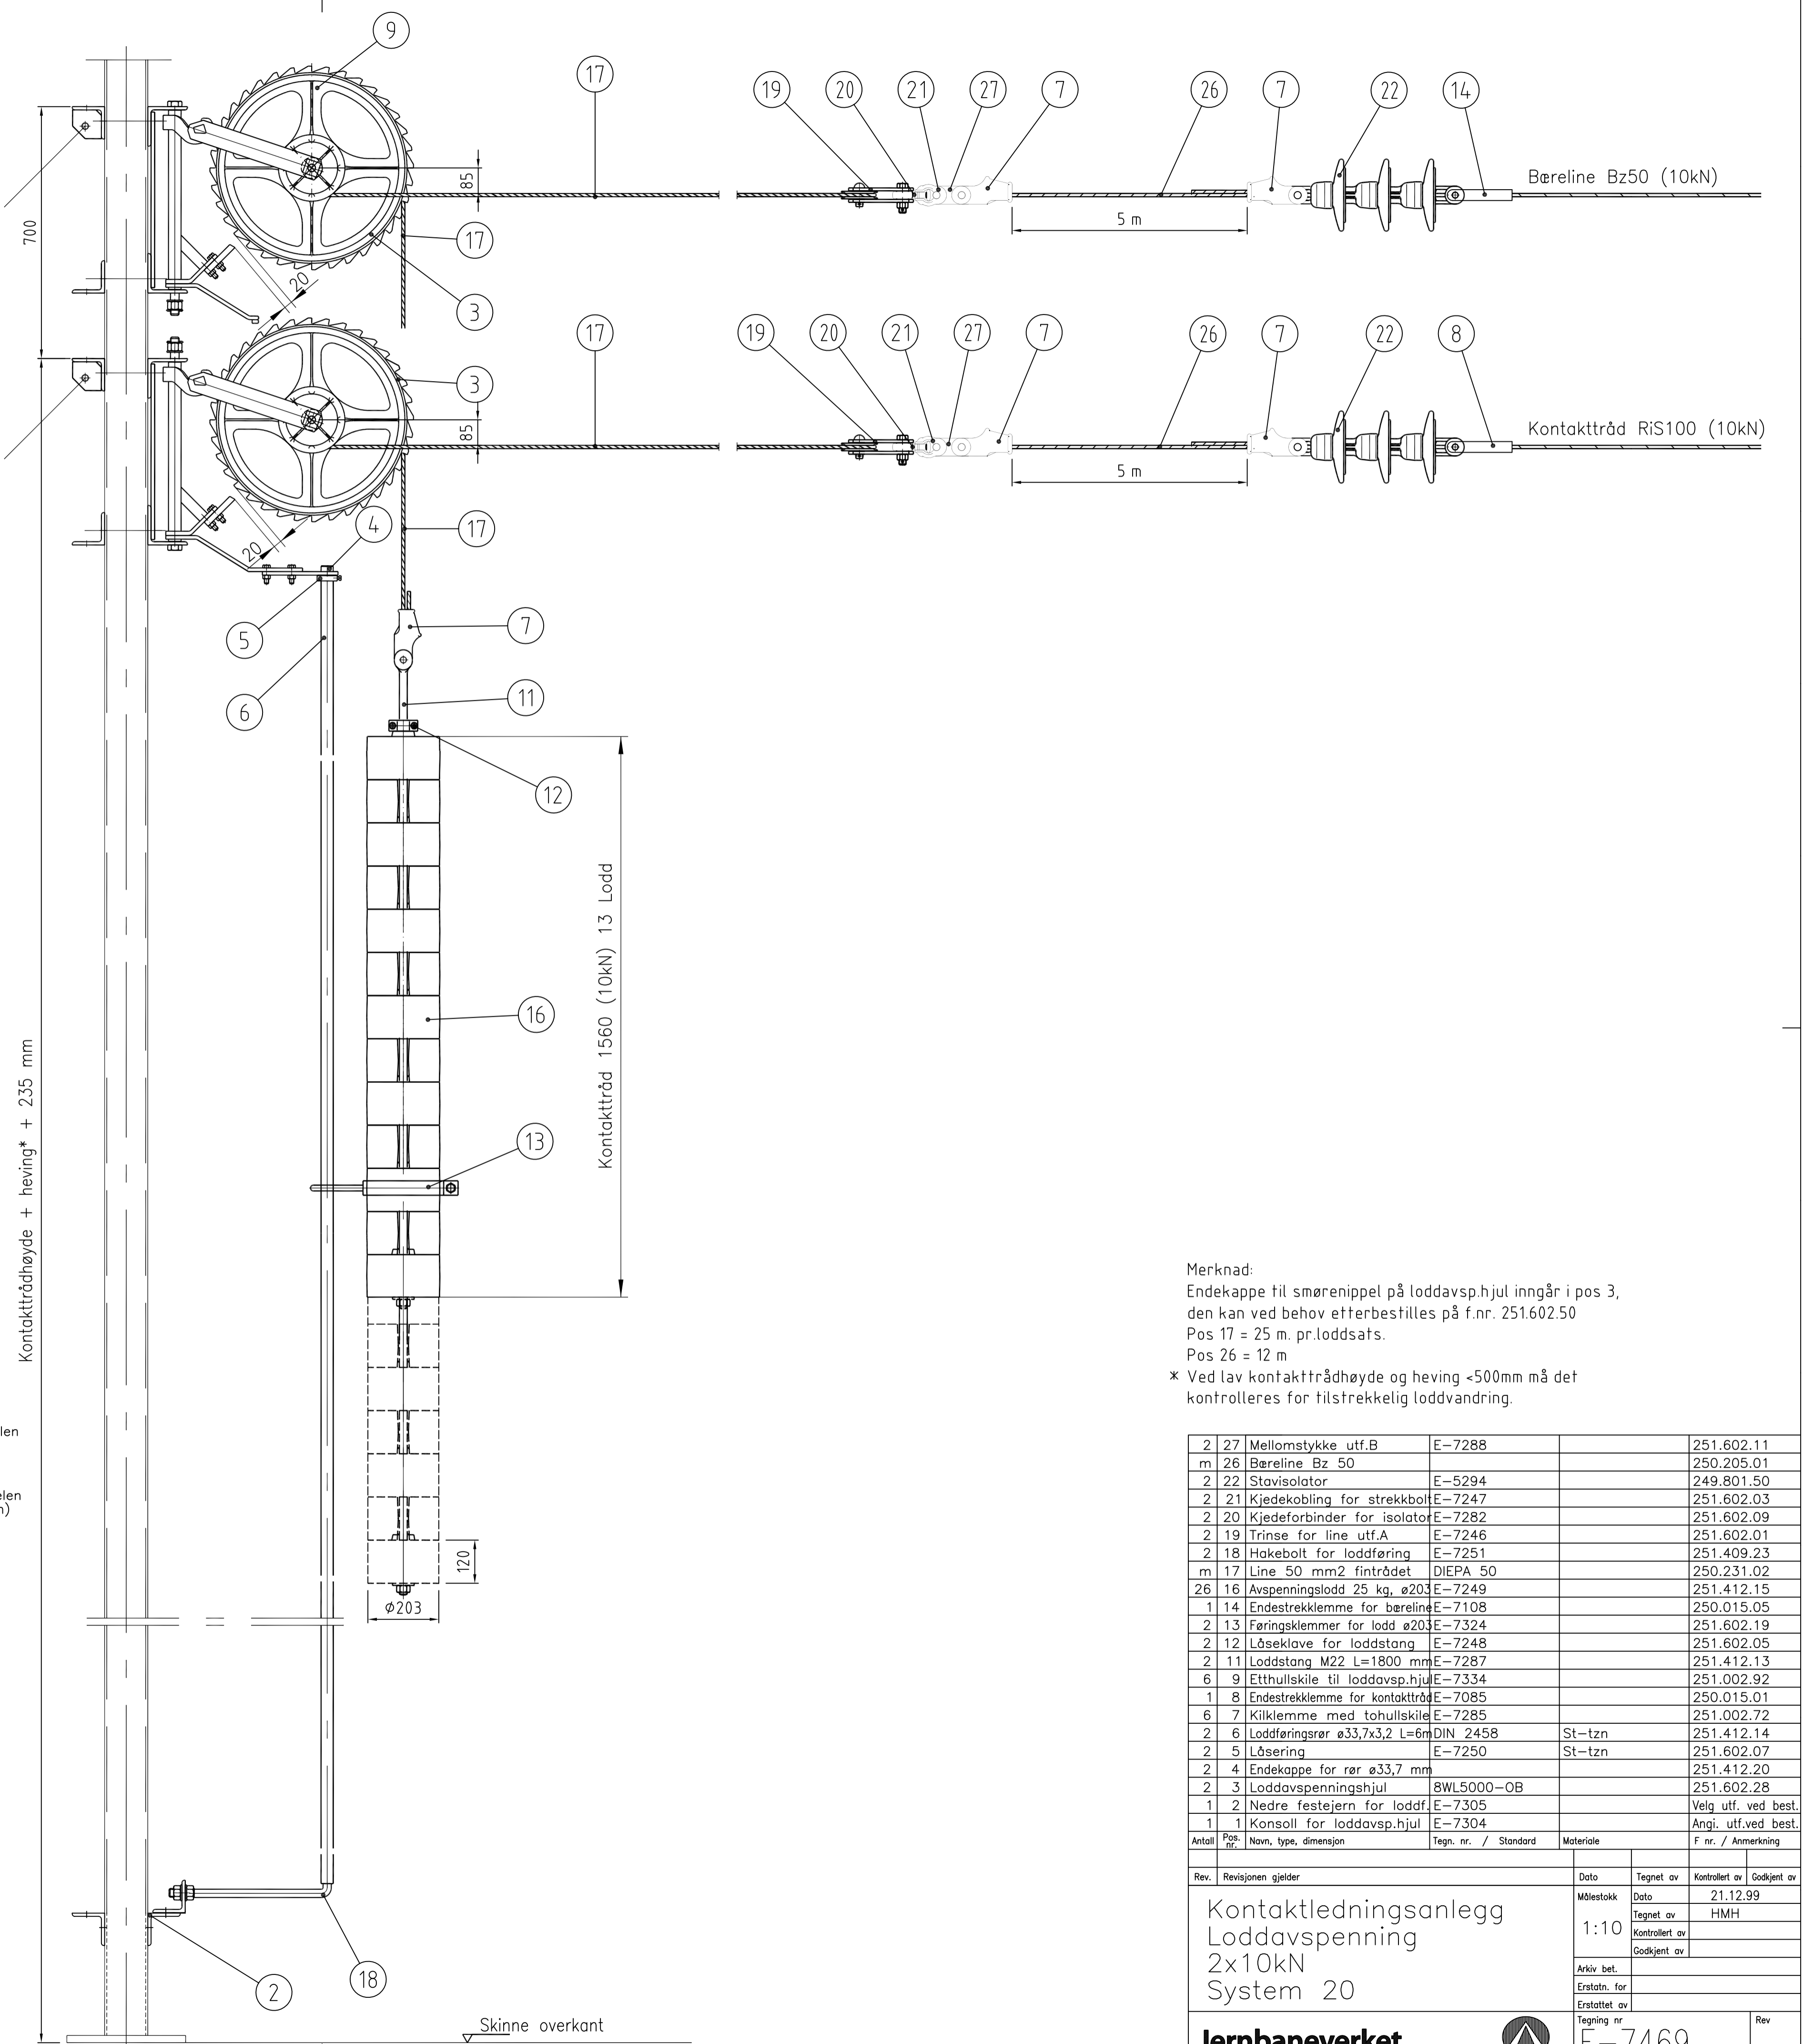 9
17
19
20
21
27
7
26
7
22
14
Bæreline Bz50 (10kN)
85
5 m
700
17
20
3
17
19
20
21
27
7
26
7
22
8
3
85
Kontakttråd RiS100 (10kN)
5 m
17
4
20
5
7
6
11
12
Kontakttråd 1560 (10kN) 13 Lodd
16
13
Kontakttrådhøyde + heving* + 235 mm
120
ø203
2
18
Skinne overkant
Merknad:
Endekappe til smørenippel på loddavsp.hjul inngår i pos 3,
den kan ved behov etterbestilles på f.nr. 251.602.50
Pos 17 = 25 m. pr.loddsats.
Pos 26 = 12 m
* Ved lav kontakttrådhøyde og heving <500mm må det
kontrolleres for tilstrekkelig loddvandring.
2 27 Mellomstykke utf.B E-7288 251.602.11
m 26 Bæreline Bz 50 250.205.01
2 22 Stavisolator E-5294 249.801.50
2 21 Kjedekobling for strekkbolt E-7247 251.602.03
2 20 Kjedeforbinder for isolator E-7282 251.602.09
2 19 Trinse for line utf.A E-7246 251.602.01
2 18 Hakebolt for loddføring E-7251 251.409.23
m 17 Line 50 mm2 fintrådet DIEPA 50 250.231.02
26 16 Avspenningslodd 25 kg, ø203 E-7249 251.412.15
1 14 Endestrekklemme for bæreline E-7108 250.015.05
2 13 Føringsklemmer for lodd ø203 E-7324 251.602.19
2 12 Låseklave for loddstang E-7248 251.602.05
2 11 Loddstang M22 L=1800 mm E-7287 251.412.13
6 9 Etthullskile til loddavsp.hjul E-7334 251.002.92
1 8 Endestrekklemme for kontakttråd E-7085 250.015.01
6 7 Kilklemme med tohullskile E-7285 251.002.72
2 6 Loddføringsrør ø33,7x3,2 L=6m DIN 2458 St-tzn 251.412.14
2 5 Låsering E-7250 St-tzn 251.602.07
2 4 Endekappe for rør ø33,7 mm 251.412.20
2 3 Loddavspenningshjul 8WL5000-OB 251.602.28
1 2 Nedre festejern for loddf. E-7305 Velg utf. ved best.
1 1 Konsoll for loddavsp.hjul E-7304 Angi. utf.ved best.
Antall Pos. nr. Navn, type, dimensjon Tegn. nr. / Standard Materiale F nr. / Anmerkning
Rev. Revisjonen gjelder Dato Tegnet av Kontrollert av Godkjent av
Kontaktledningsanlegg
Loddavspenning
2x10kN
System 20
Målestokk
1:10
Dato 21.12.99
Tegnet av HMH
Kontrollert av
Godkjent av
Arkiv bet.
Erstatn. for
Erstattet av
Jernbaneverket
Tegning nr
E-7469
Rev